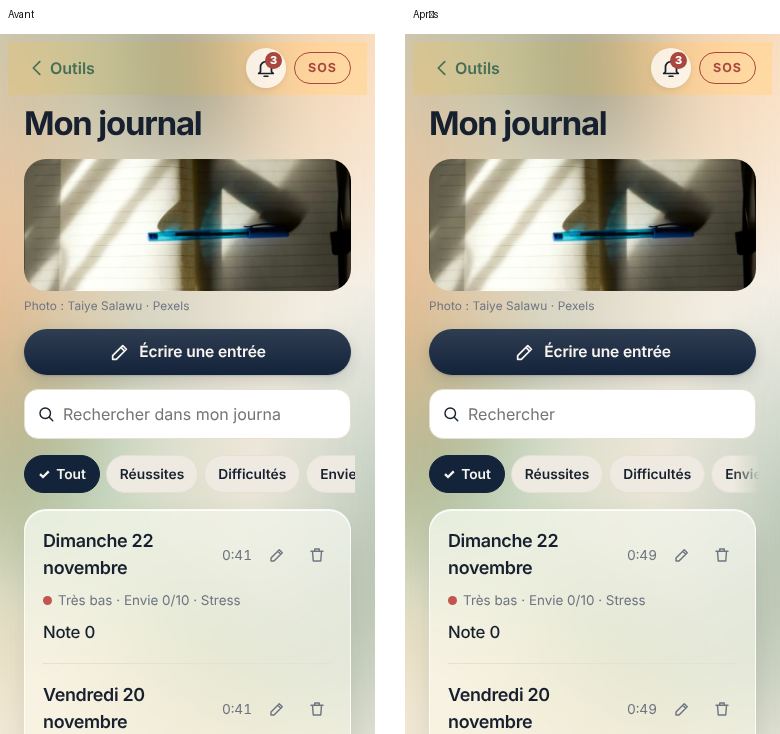 Avant
Outils
3
SOS
Mon journal
Photo : Taiye Salawu · Pexels
Écrire une entrée
Rechercher dans mon journa
Tout
Réussites
Difficultés
Envie
Dimanche 22
novembre
0:41
Très bas · Envie 0/10 · Stress
Note 0
Vendredi 20
novembre
0:41
Outils
3
SOS
Mon journal
Photo : Taiye Salawu · Pexels
Écrire une entrée
Rechercher
Tout
Réussites
Difficultés
Envie
Dimanche 22
novembre
0:49
Très bas · Envie 0/10 · Stress
Note 0
Vendredi 20
novembre
0:49